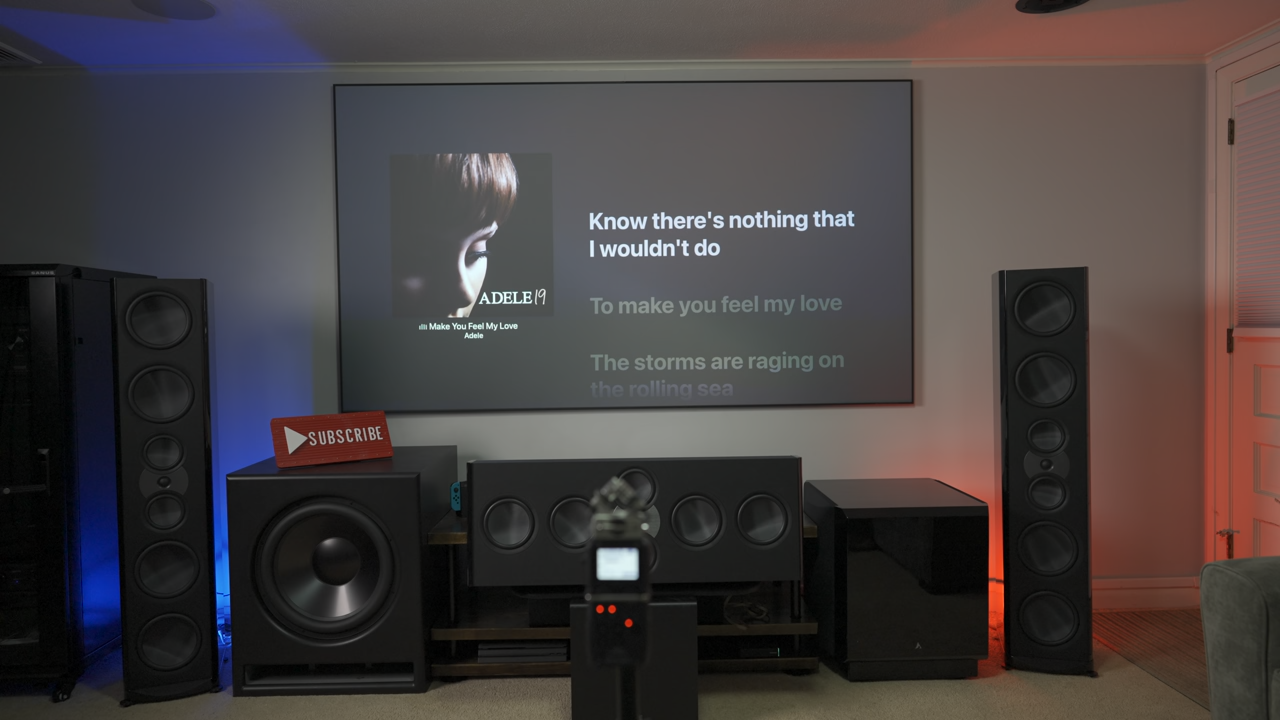 Know there's nothing that
I wouldn't do
To make you feel my love
The storms are raging on
the rolling sea
ADELE 19
Make You Feel My Love
Adele
SUBSCRIBE